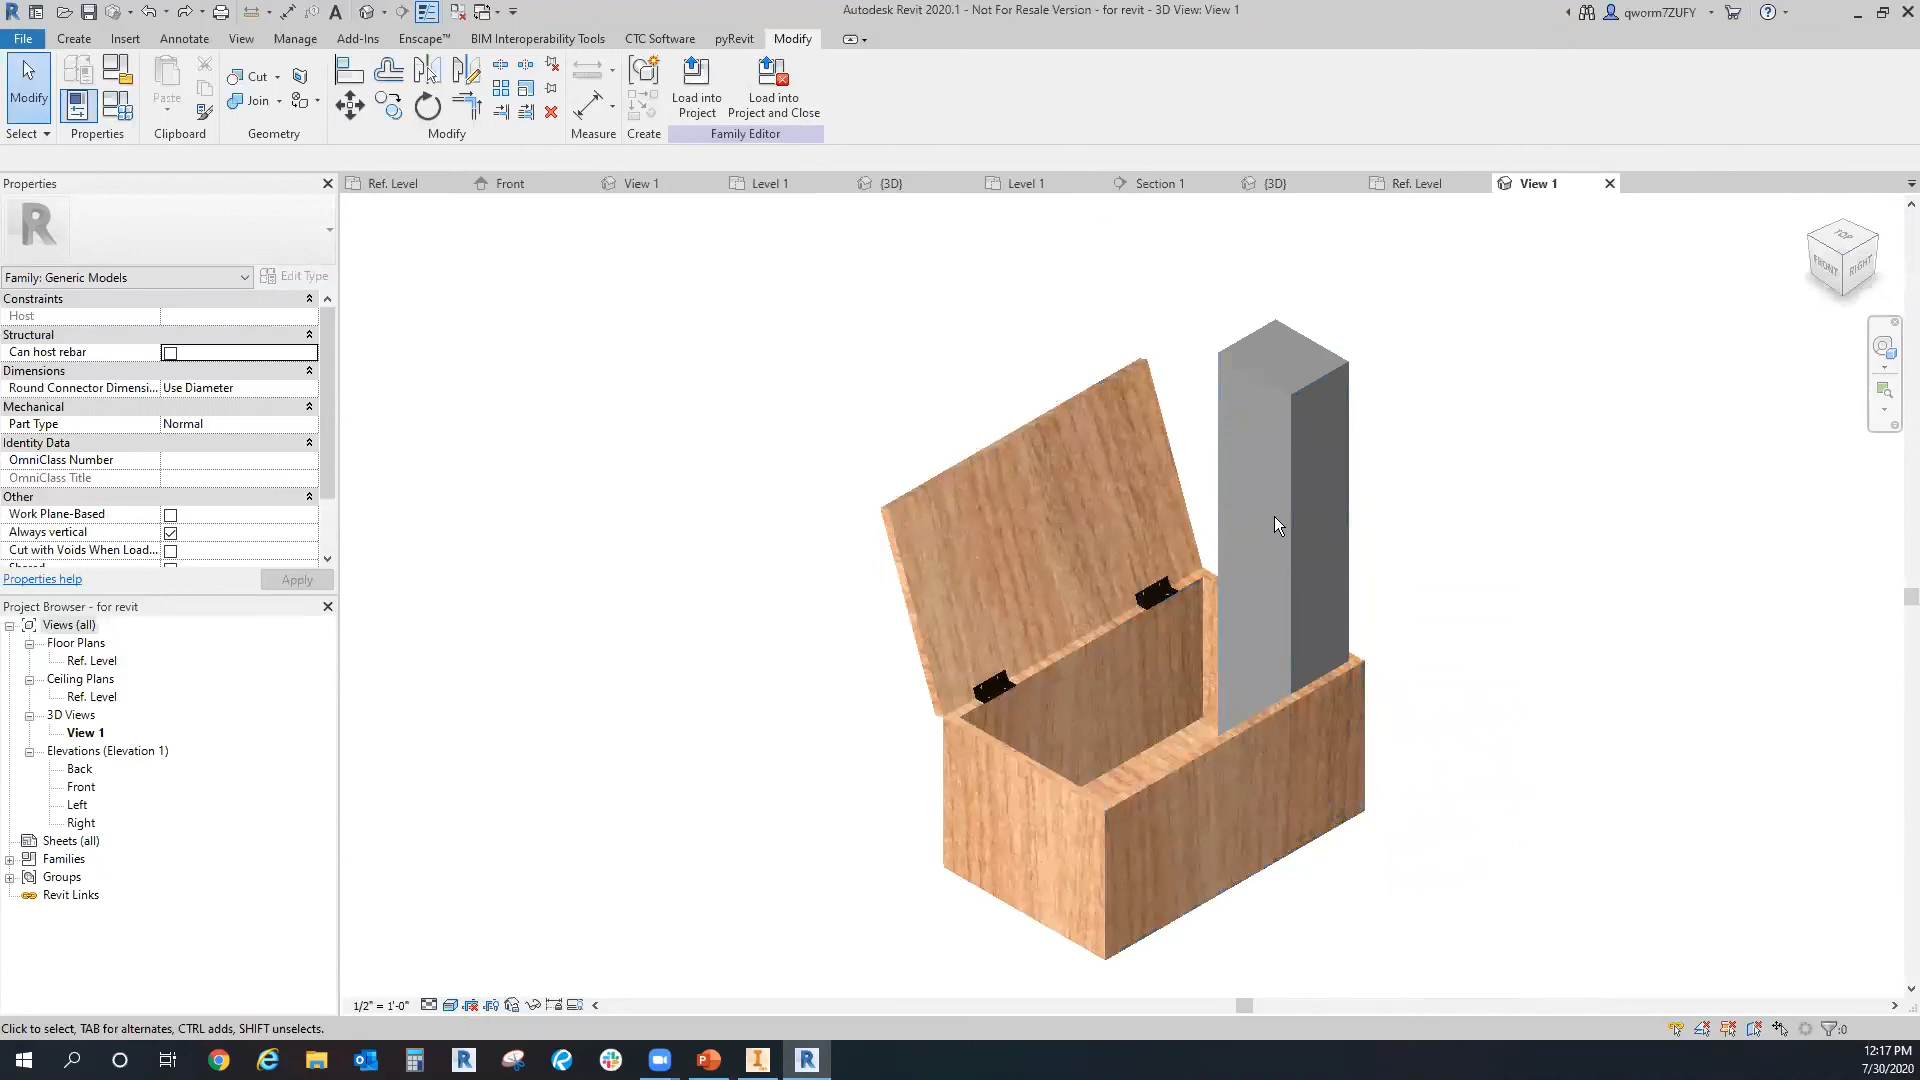 Autodesk Revit 2020.1 - Not For Resale Version - for revit - 3D View: View 1
qworm7ZUFY
File Create Insert Annotate View Manage Add-Ins Enscape™ BIM Interoperability Tools CTC Software pyRevit Modify
Modify
Paste
Cut
Join
Load into Project
Load into Project and Close
Select Properties Clipboard Geometry Modify Measure Create Family Editor
Properties
Ref. Level Front View 1 Level 1 {3D} Level 1 Section 1 {3D} Ref. Level View 1
R
Family: Generic Models Edit Type
Constraints
Host
Structural
Can host rebar
Dimensions
Round Connector Dimensi... Use Diameter
Mechanical
Part Type Normal
Identity Data
OmniClass Number
OmniClass Title
Other
Work Plane-Based
Always vertical
Cut with Voids When Load...
Properties help Apply
Project Browser - for revit
Views (all)
Floor Plans
Ref. Level
Ceiling Plans
Ref. Level
3D Views
View 1
Elevations (Elevation 1)
Back
Front
Left
Right
Sheets (all)
Families
Groups
Revit Links
TOP
FRONT
RIGHT
1/2" = 1'-0"
Click to select, TAB for alternates, CTRL adds, SHIFT unselects.
:0
12:17 PM
7/30/2020